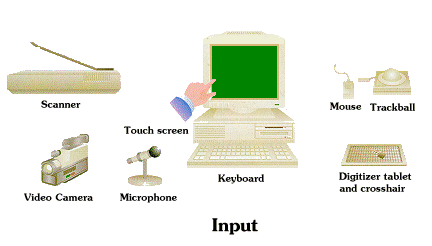 Scanner
Mouse
Trackball
Touch screen
Keyboard
Digitizer tablet
and crosshair
Video Camera
Microphone
Input